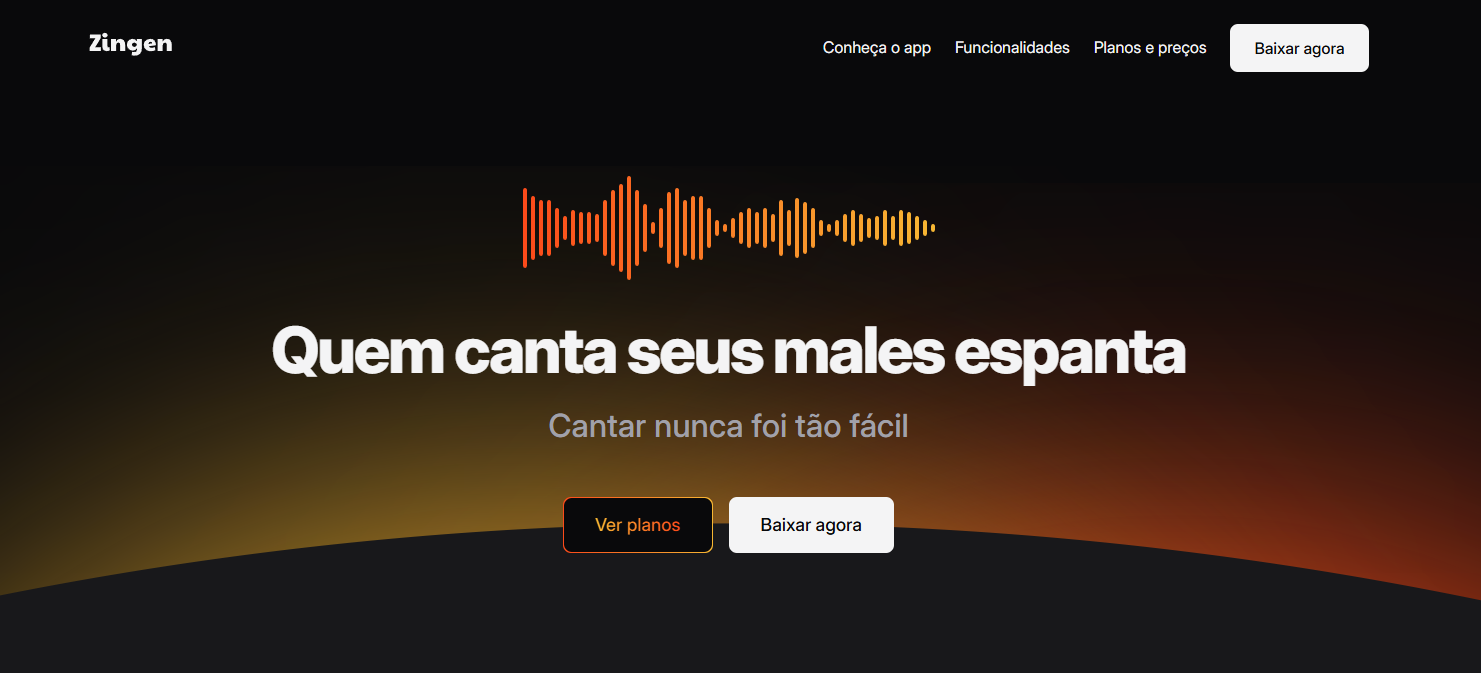 Zingen
Conheça o app
Funcionalidades
Planos e preços
Baixar agora
Quem canta seus males espanta
Cantar nunca foi tão fácil
Ver planos
Baixar agora